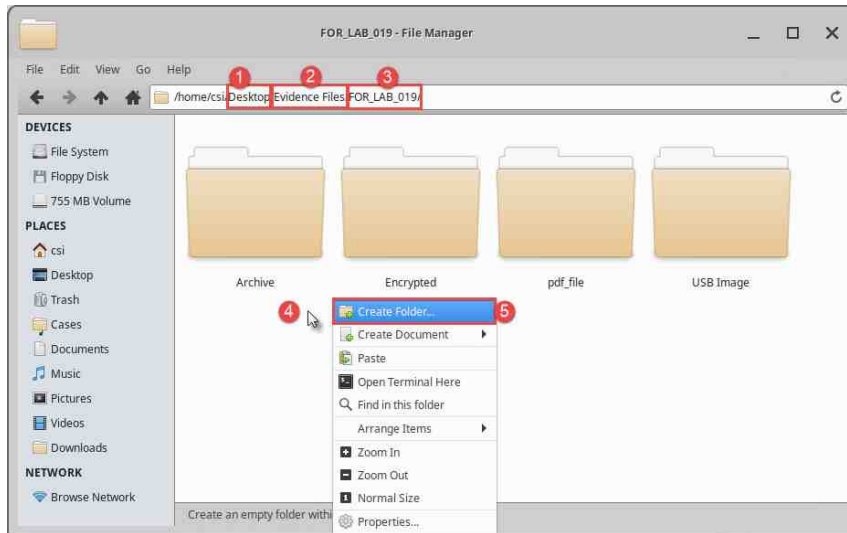 FOR_LAB_019 - File Manager
File Edit View Go Help
1 2 3
/home/csi/Desktop/Evidence Files/FOR_LAB_019/
DEVICES
File System
Floppy Disk
755 MB Volume
PLACES
csi
Desktop
Trash
Cases
Documents
Music
Pictures
Videos
Downloads
NETWORK
Browse Network
Archive Encrypted pdf_file USB Image
4 Create Folder... 5
Create Document
Paste
Open Terminal Here
Find in this folder
Arrange Items
Zoom In
Zoom Out
Normal Size
Properties...
Create an empty folder withi